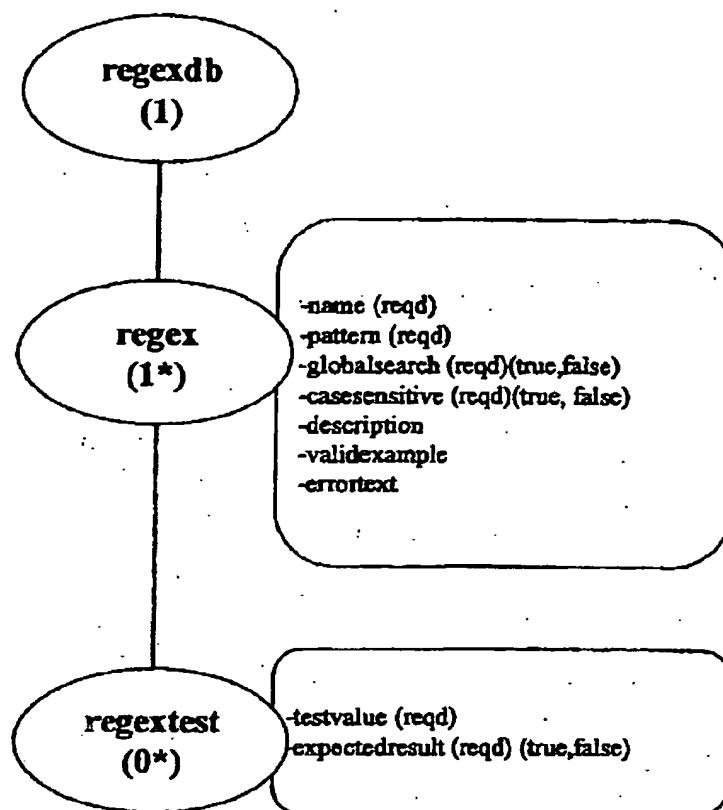 regexdb
(1)
regex
(1*)
-name (reqd)
-pattern (reqd)
-globalsearch (reqd)(true,false)
-casesensitive (reqd)(true, false)
-description
-validexample
-errortext
regextest
(0*)
-testvalue (reqd)
-expectedresult (reqd) (true,false)